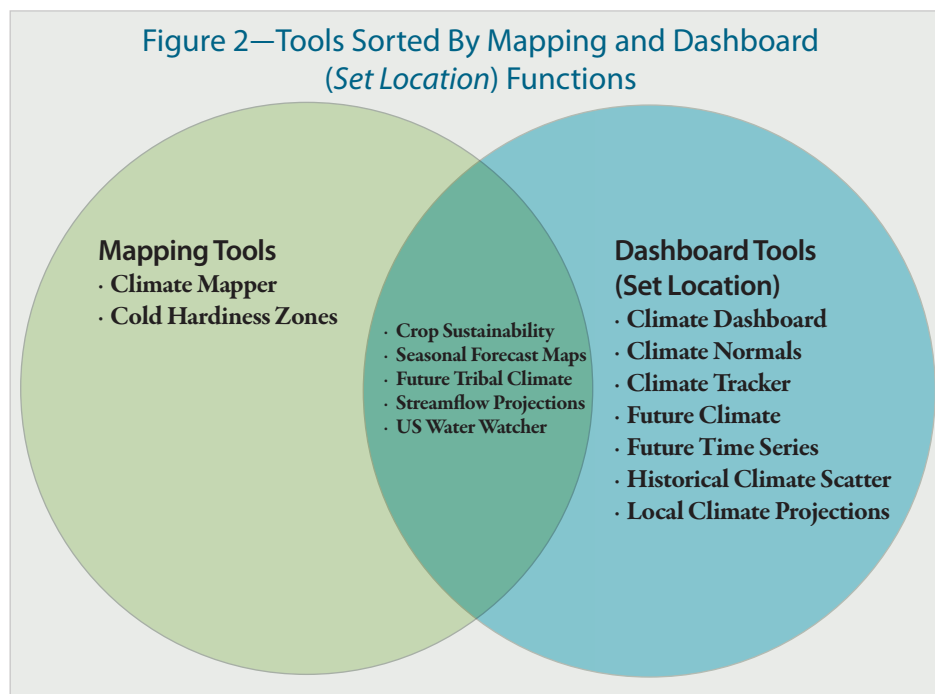 Figure 2—Tools Sorted By Mapping and Dashboard
(Set Location) Functions
Mapping Tools
· Climate Mapper
· Cold Hardiness Zones
· Crop Sustainability
· Seasonal Forecast Maps
· Future Tribal Climate
· Streamflow Projections
· US Water Watcher
Dashboard Tools
(Set Location)
· Climate Dashboard
· Climate Normals
· Climate Tracker
· Future Climate
· Future Time Series
· Historical Climate Scatter
· Local Climate Projections